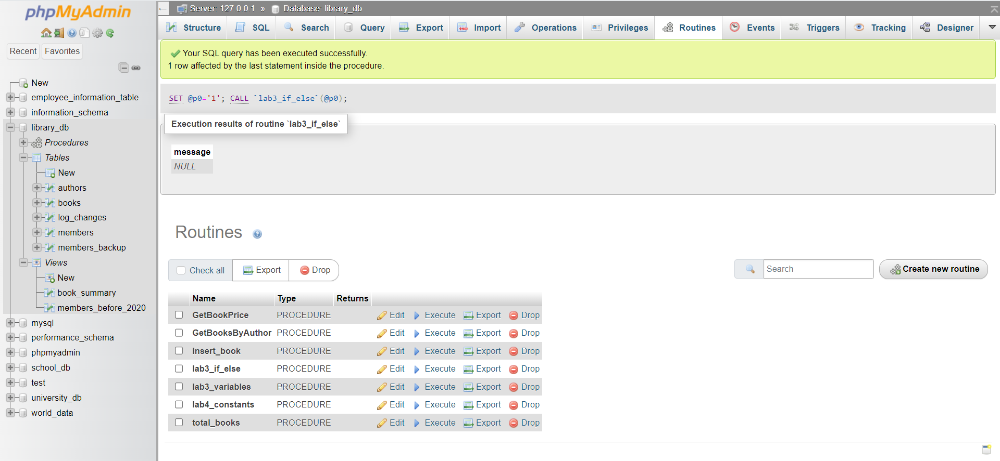 phpMyAdmin
Recent Favorites
New
employee_information_table
information_schema
library_db
Procedures
Tables
New
authors
books
log_changes
members
members_backup
Views
New
book_summary
members_before_2020
mysql
performance_schema
phpmyadmin
school_db
test
university_db
world_data
Server: 127.0.0.1 » Database: library_db
Structure SQL Search Query Export Import Operations Privileges Routines Events Triggers Tracking Designer
Your SQL query has been executed successfully.
1 row affected by the last statement inside the procedure.
SET @p0='1'; CALL `lab3_if_else`(@p0);
Execution results of routine `lab3_if_else`
message
NULL
Routines
Check all Export Drop Search Create new routine
Name Type Returns
GetBookPrice PROCEDURE Edit Execute Export Drop
GetBooksByAuthor PROCEDURE Edit Execute Export Drop
insert_book PROCEDURE Edit Execute Export Drop
lab3_if_else PROCEDURE Edit Execute Export Drop
lab3_variables PROCEDURE Edit Execute Export Drop
lab4_constants PROCEDURE Edit Execute Export Drop
total_books PROCEDURE Edit Execute Export Drop